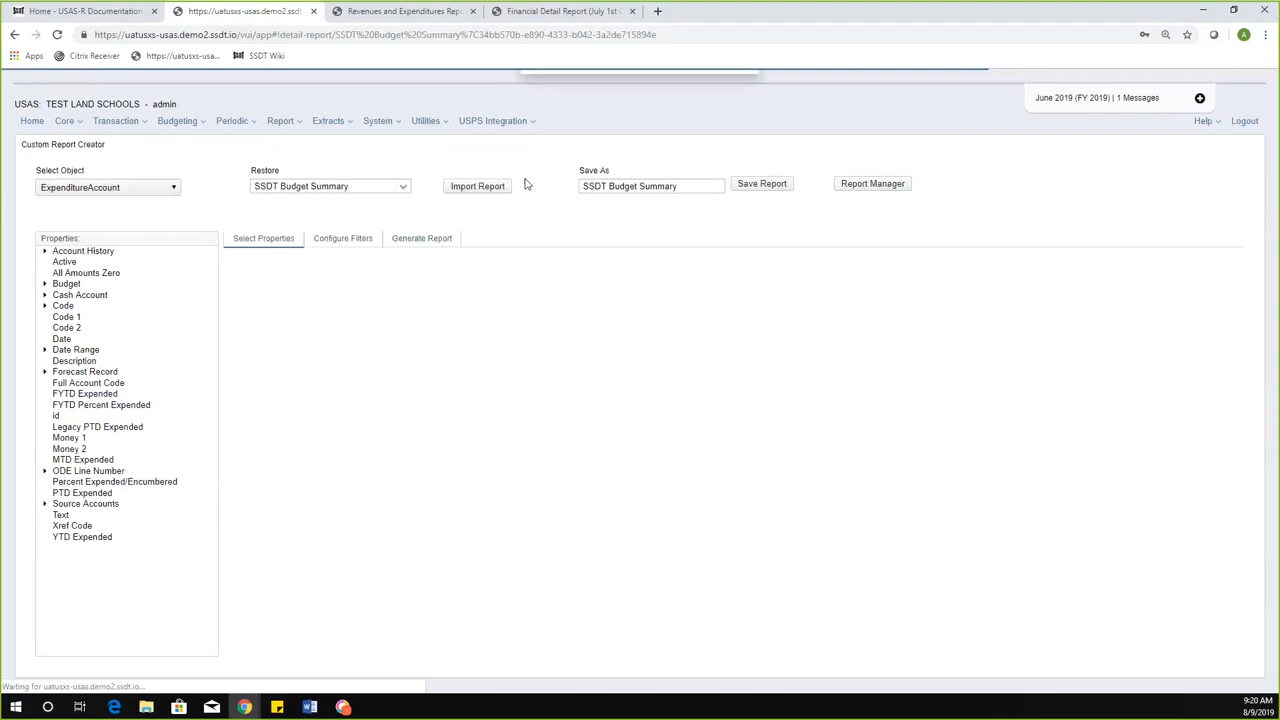 Home - USAS-R Documentation
https://uatusxs-usas.demo2.ssdt
Revenues and Expenditures Rep
Financial Detail Report (July 1st C
https://uatusxs-usas.demo2.ssdt.io/vui/app#!detail-report/SSDT%20Budget%20Summary%7C34bb570b-e890-4333-b042-3a2de715894e
Apps
Citrix Receiver
https://uatusxs-usa...
SSDT Wiki
USAS: TEST LAND SCHOOLS - admin
June 2019 (FY 2019) | 1 Messages
Home Core Transaction Budgeting Periodic Report Extracts System Utilities USPS Integration Help Logout
Custom Report Creator
Select Object Restore Save As
ExpenditureAccount SSDT Budget Summary Import Report SSDT Budget Summary Save Report Report Manager
Properties: Select Properties Configure Filters Generate Report
Account History
Active
All Amounts Zero
Budget
Cash Account
Code
Code 1
Code 2
Date
Date Range
Description
Forecast Record
Full Account Code
FYTD Expended
FYTD Percent Expended
id
Legacy PTD Expended
Money 1
Money 2
MTD Expended
ODE Line Number
Percent Expended/Encumbered
PTD Expended
Source Accounts
Text
Xref Code
YTD Expended
Waiting for uatusxs-usas.demo2.ssdt.io...
9:20 AM
8/9/2019